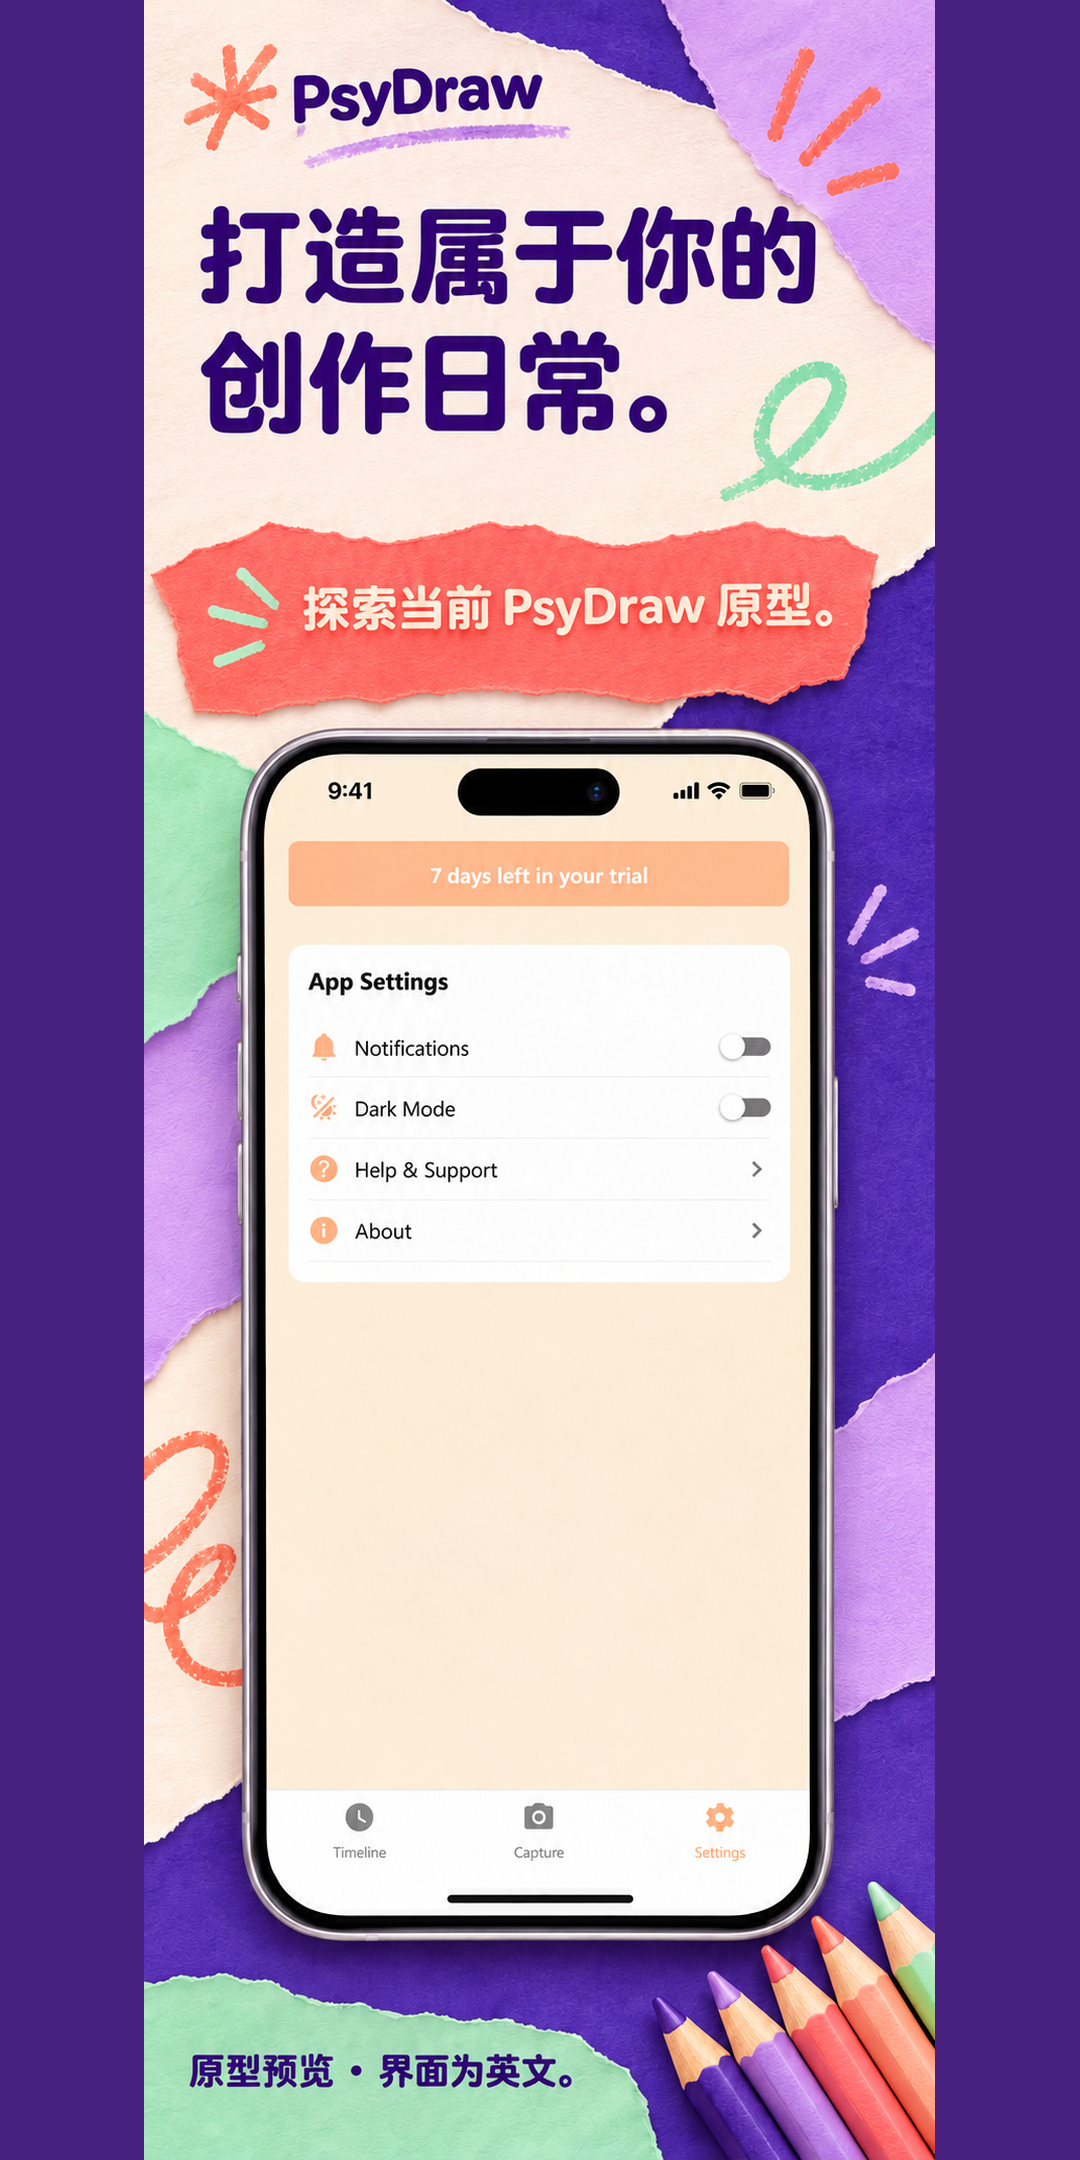 PsyDraw
打造属于你的
创作日常。
探索当前 PsyDraw 原型。
9:41
7 days left in your trial
App Settings
Notifications
Dark Mode
Help & Support
About
Timeline
Capture
Settings
原型预览 • 界面为英文。